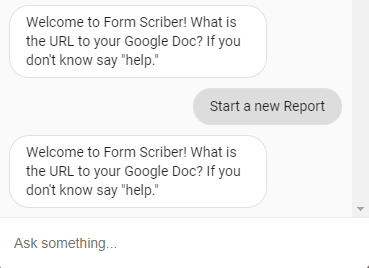 Welcome to Form Scriber! What is
the URL to your Google Doc? If you
don't know say "help."
Start a new Report
Welcome to Form Scriber! What is
the URL to your Google Doc? If you
don't know say "help."
Ask something...